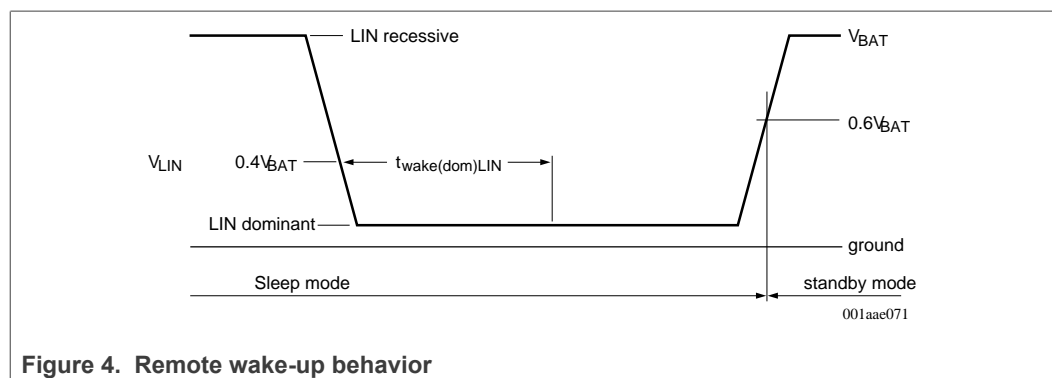 LIN recessive
VBAT
0.6VBAT
VLIN
0.4VBAT
twake(dom)LIN
LIN dominant
ground
Sleep mode
standby mode
001aae071
Figure 4. Remote wake-up behavior